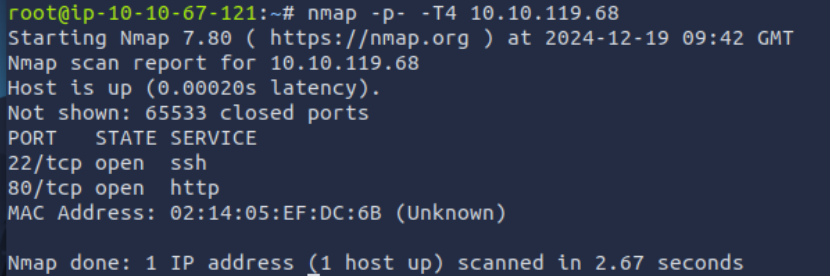 root@ip-10-10-67-121:~# nmap -p- -T4 10.10.119.68
Starting Nmap 7.80 ( https://nmap.org ) at 2024-12-19 09:42 GMT
Nmap scan report for 10.10.119.68
Host is up (0.00020s latency).
Not shown: 65533 closed ports
PORT   STATE SERVICE
22/tcp open  ssh
80/tcp open  http
MAC Address: 02:14:05:EF:DC:6B (Unknown)
Nmap done: 1 IP address (1 host up) scanned in 2.67 seconds